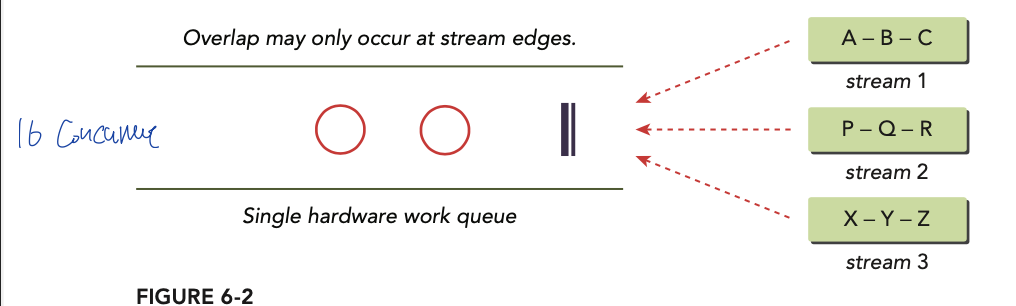 Overlap may only occur at stream edges.
A – B – C
stream 1
16
P – Q – R
stream 2
X – Y – Z
Single hardware work queue
stream 3
FIGURE 6-2